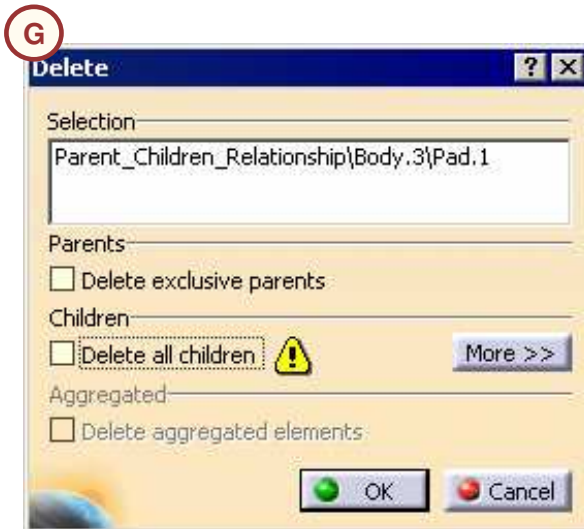 G
Delete
Selection
Parent_Children_Relationship\Body.3\Pad.1
Parents
Delete exclusive parents
Children
Delete all children
More >>
Aggregated
Delete aggregated elements
OK Cancel